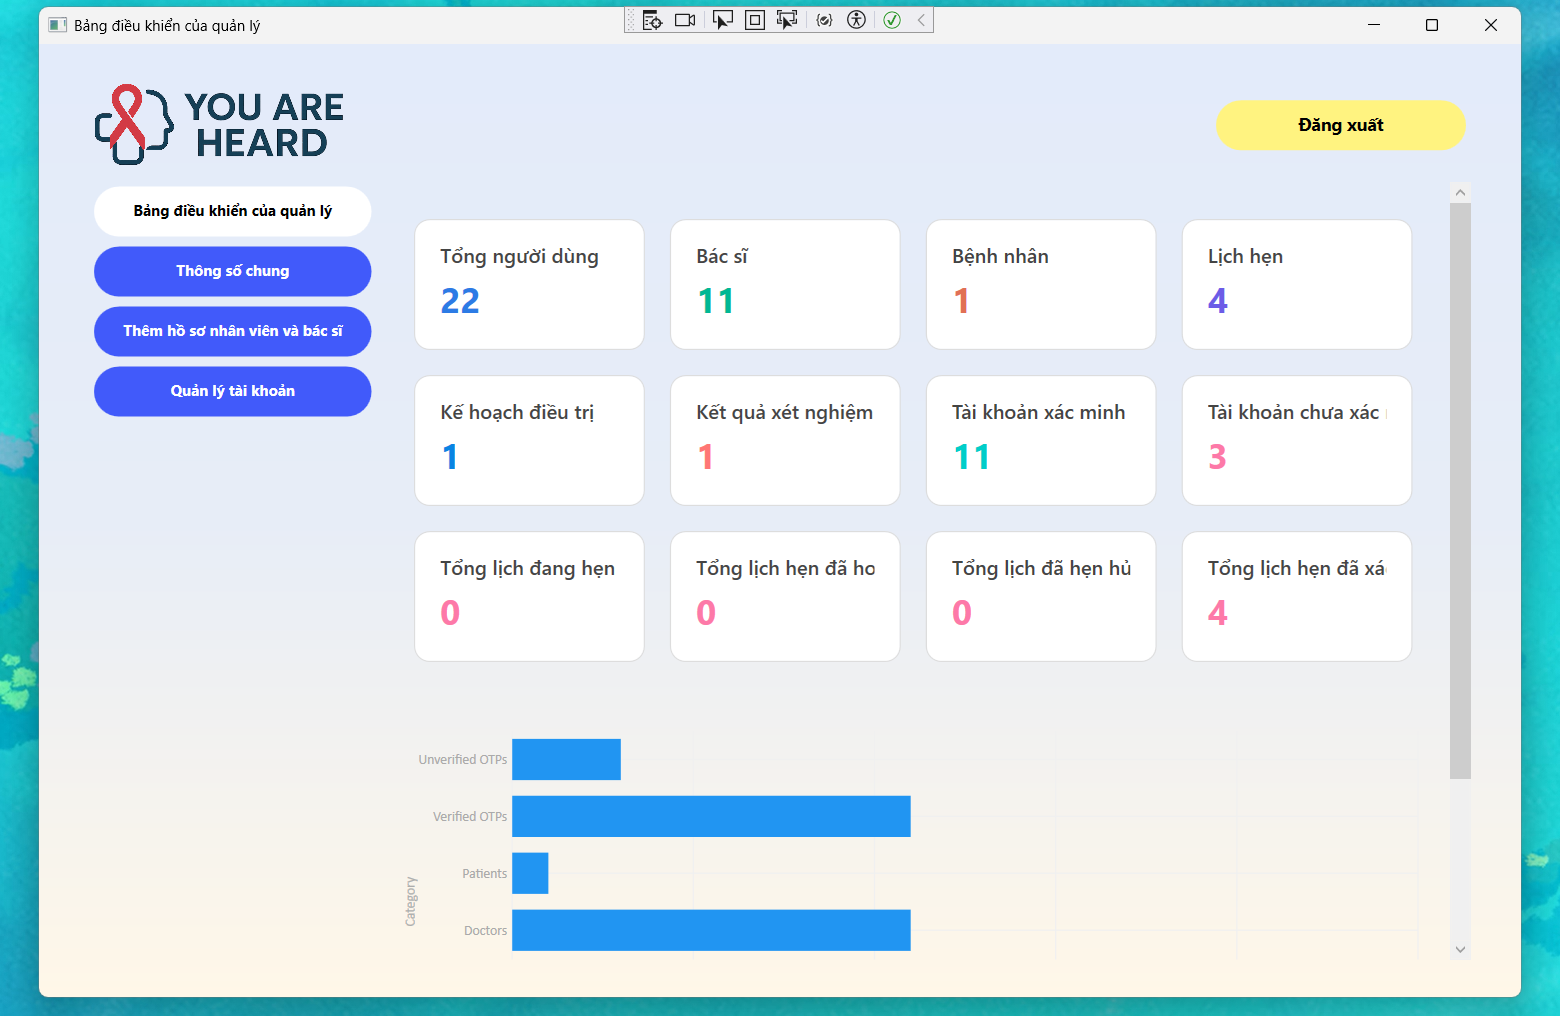 Bảng điều khiển của quản lý
YOU ARE
HEARD
Đăng xuất
Bảng điều khiển của quản lý
Thông số chung
Thêm hồ sơ nhân viên và bác sĩ
Quản lý tài khoản
Tổng người dùng
22
Bác sĩ
11
Bệnh nhân
1
Lịch hẹn
4
Kế hoạch điều trị
1
Kết quả xét nghiệm
1
Tài khoản xác minh
11
Tài khoản chưa xác
3
Tổng lịch đang hẹn
0
Tổng lịch hẹn đã ho
0
Tổng lịch đã hẹn hủ
0
Tổng lịch hẹn đã xá
4
Unverified OTPs
Verified OTPs
Patients
Doctors
Category